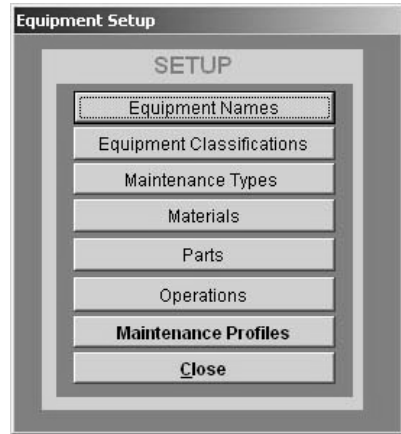 Equipment Setup
SETUP
Equipment Names
Equipment Classifications
Maintenance Types
Materials
Parts
Operations
Maintenance Profiles
Close